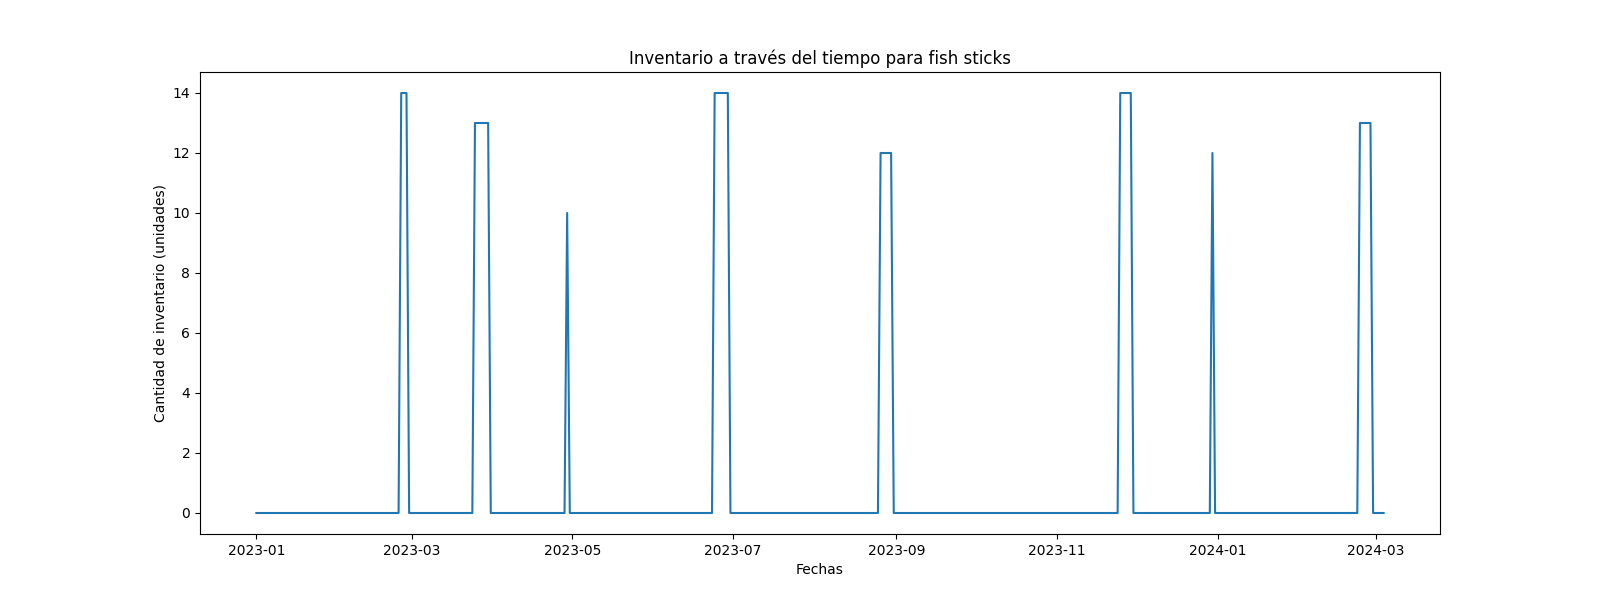 Inventario a través del tiempo para fish sticks
Cantidad de inventario (unidades)
14
12
10
8
6
4
2
0
2023-01 2023-03 2023-05 2023-07 2023-09 2023-11 2024-01 2024-03
Fechas